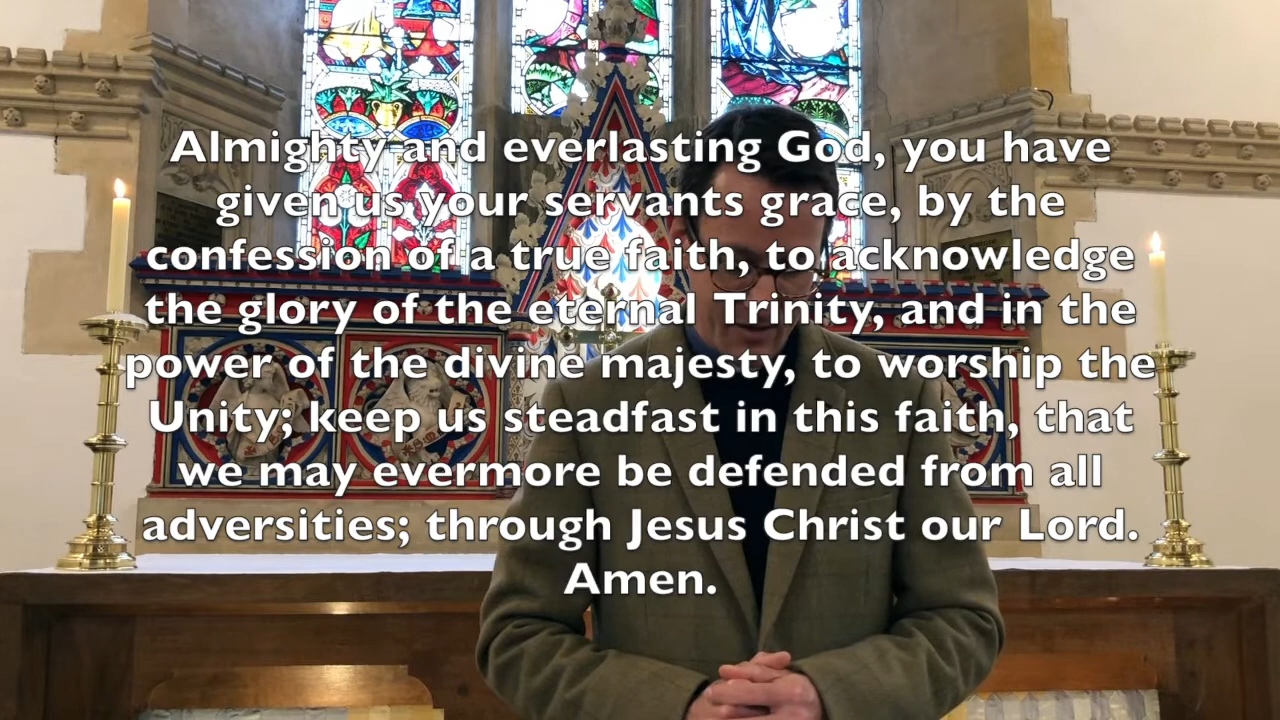 Almighty and everlasting God, you have
given us your servants grace, by the
confession of a true faith, to acknowledge
the glory of the eternal Trinity, and in the
power of the divine majesty, to worship the
Unity; keep us steadfast in this faith, that
we may evermore be defended from all
adversities; through Jesus Christ our Lord.
Amen.